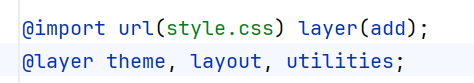 @import url(style.css) layer(add);
@layer theme, layout, utilities;